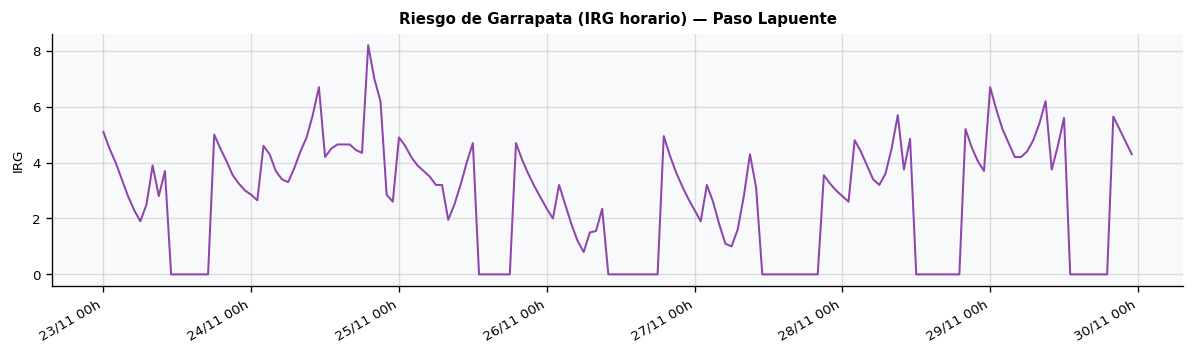 Riesgo de Garrapata (IRG horario) — Paso Lapuente
IRG
8
6
4
2
0
23/11 00h
24/11 00h
25/11 00h
26/11 00h
27/11 00h
28/11 00h
29/11 00h
30/11 00h